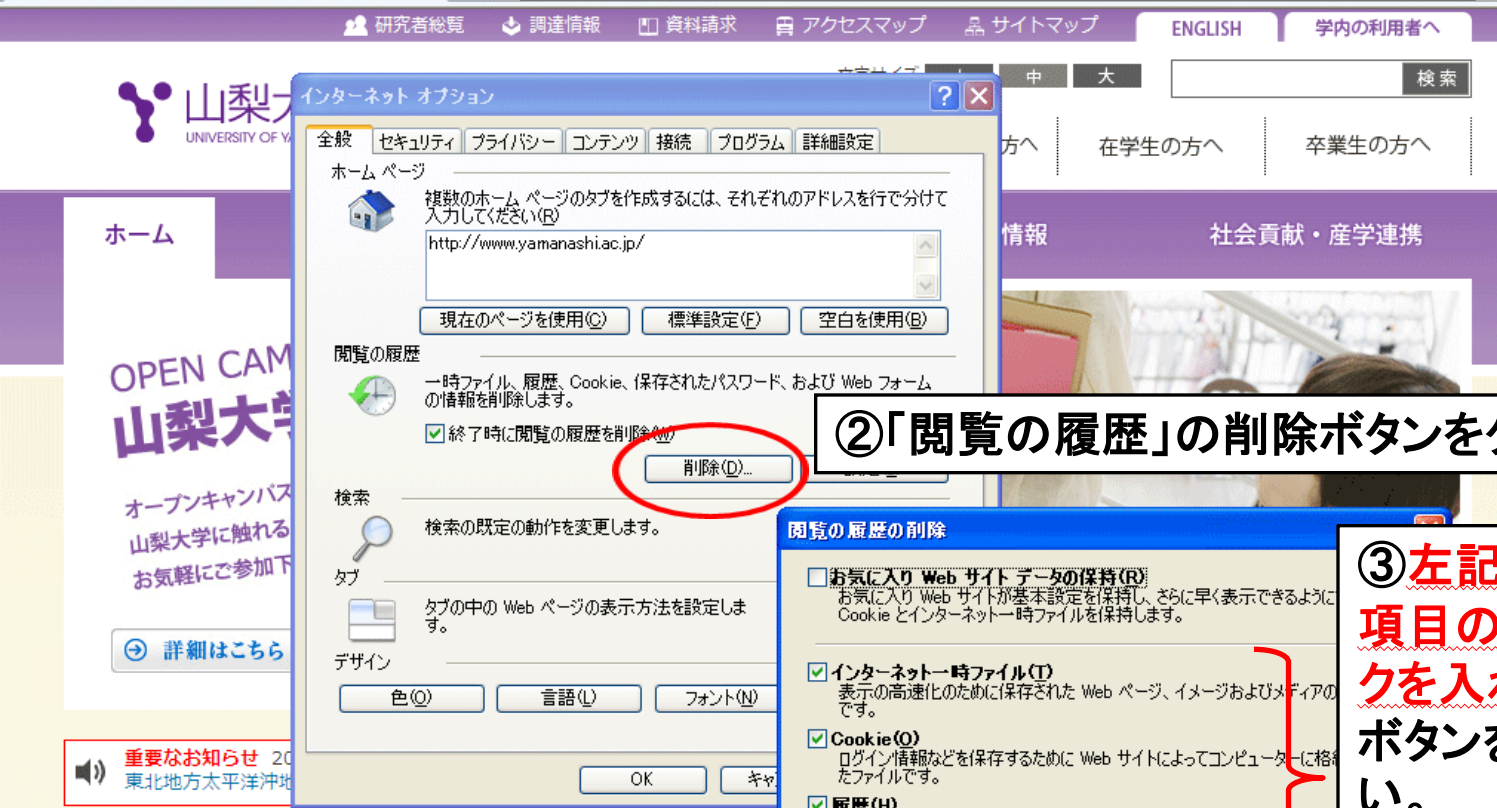 研究者総覧 調達情報 資料請求 アクセスマップ サイトマップ ENGLISH 学内の利用者へ
中 大 検索
山梨
UNIVERSITY OF
方へ 在学生の方へ 卒業生の方へ
ホーム 情報 社会貢献・産学連携
OPEN CAM
山梨大学
オープンキャンパス
山梨大学に触れる
お気軽にご参加下
詳細はこちら
重要なお知らせ 20
東北地方太平洋沖地
インターネット オプション
全般 セキュリティ プライバシー コンテンツ 接続 プログラム 詳細設定
ホーム ページ
複数のホーム ページのタブを作成するには、それぞれのアドレスを行で分けて
入力してください(R)
http://www.yamanashi.ac.jp/
現在のページを使用(C) 標準設定(F) 空白を使用(B)
閲覧の履歴
一時ファイル、履歴、Cookie、保存されたパスワード、および Web フォーム
の情報を削除します。
終了時に閲覧の履歴を削除(W)
削除(D)...
検索
検索の既定の動作を変更します。
タブ
タブの中の Web ページの表示方法を設定しま
す。
デザイン
色(O) 言語(L) フォント(N)
OK キャ
②「閲覧の履歴」の削除ボタンを
閲覧の履歴の削除
お気に入り Web サイト データの保持(R)
お気に入り Web サイトが基本設定を保持し、さらに早く表示できるように
Cookie とインターネット一時ファイルを保持します。
インターネット一時ファイル(T)
表示の高速化のために保存された Web ページ、イメージおよびメディアの
です。
Cookie(O)
ログイン情報などを保存するために Web サイトによってコンピューターに格
たファイルです。
履歴(H)
③左記
項目の
クを入
ボタンを
い。